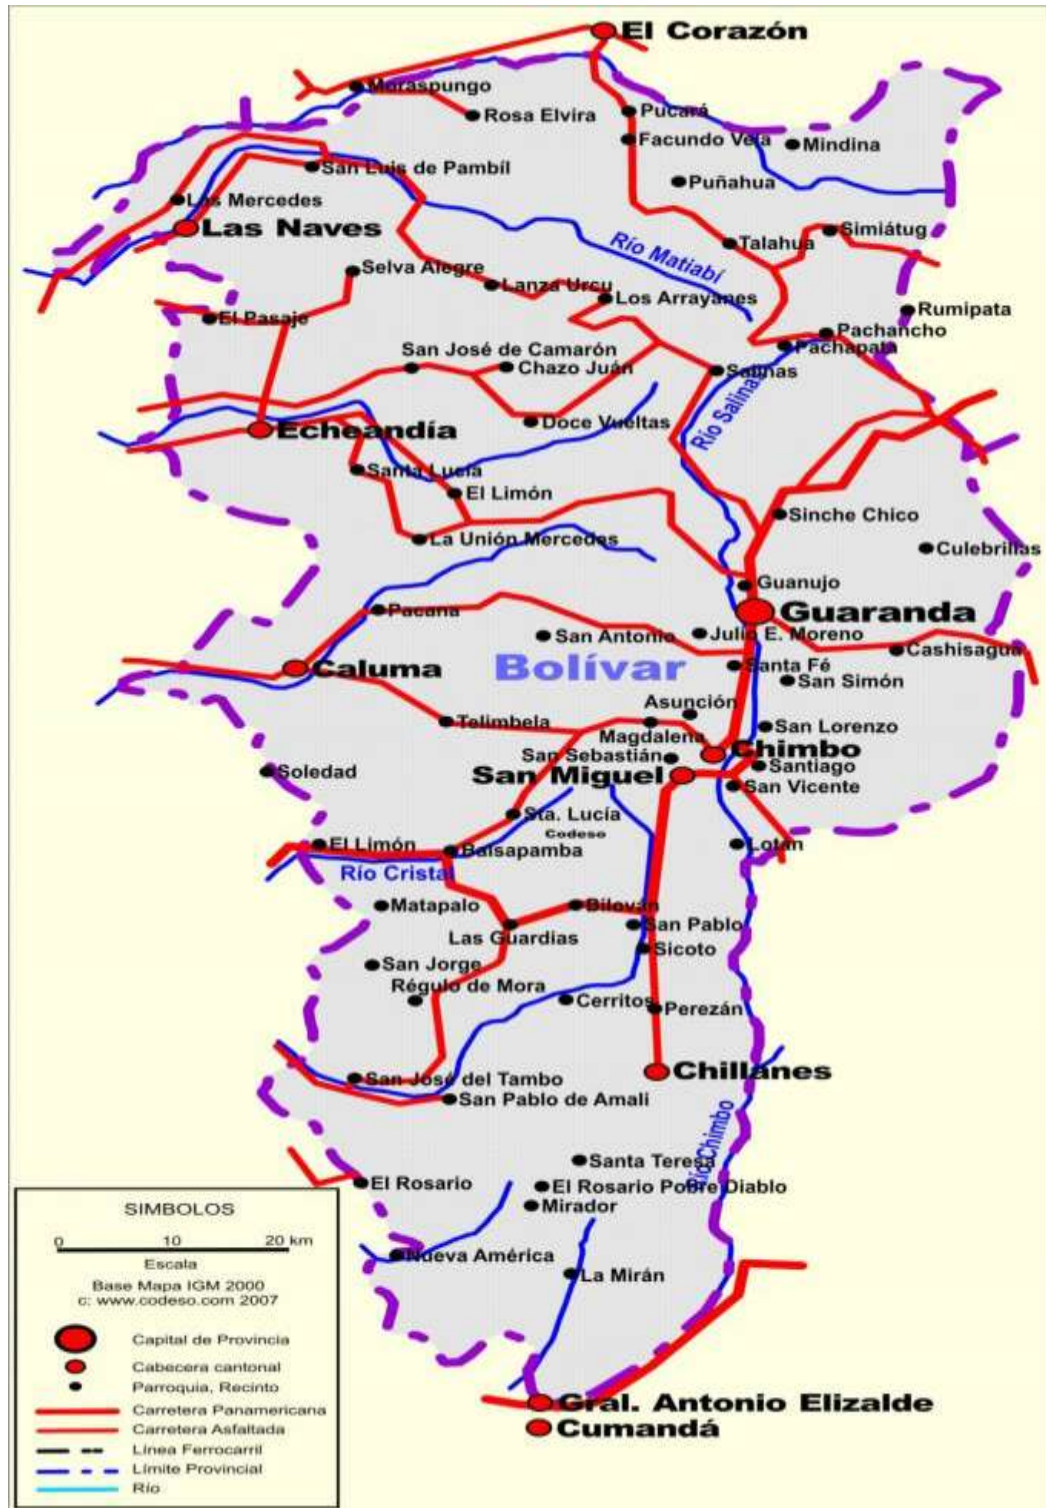 El Corazón
Moraspungo
Rosa Elvira
Pucará
Facundo Vela
Mindina
San Luis de Pambíl
Puñahua
Las Mercedes
Las Naves
Simiátug
Talahua
Río Matiabí
Selva Alegre
Lanza Urcu
Los Arrayanes
Rumipata
El Pasaje
Pachancho
Pachapata
San José de Camarón
Chazo Juán
Salinas
Río Salinas
Doce Vueltas
Echeandía
Santa Lucía
El Limón
Sinche Chico
La Unión Mercedes
Culebrillas
Guanujo
Guaranda
Pacana
San Antonio
Julio E. Moreno
Cashisagua
Caluma
Bolívar
Santa Fé
San Simón
Asunción
Telimbela
Magdalena
San Lorenzo
Chimbo
San Sebastián
Santiago
Soledad
San Miguel
San Vicente
Sta. Lucía
Codeso
El Limón
Balsapamba
Lotán
Río Cristal
Matapalo
Bilován
San Pablo
Las Guardias
Sicoto
San Jorge
Régulo de Mora
Cerritos
Perezán
San José del Tambo
Chillanes
San Pablo de Amali
Río Chimbo
Santa Teresa
El Rosario
El Rosario Pobre Diablo
Mirador
Nueva América
La Mirán
Gral. Antonio Elizalde
Cumandá
SIMBOLOS
0 10 20 km
Escala
Base Mapa IGM 2000
c: www.codeso.com 2007
Capital de Provincia
Cabecera cantonal
Parroquia, Recinto
Carretera Panamericana
Carretera Asfaltada
Línea Ferrocarril
Límite Provincial
Río